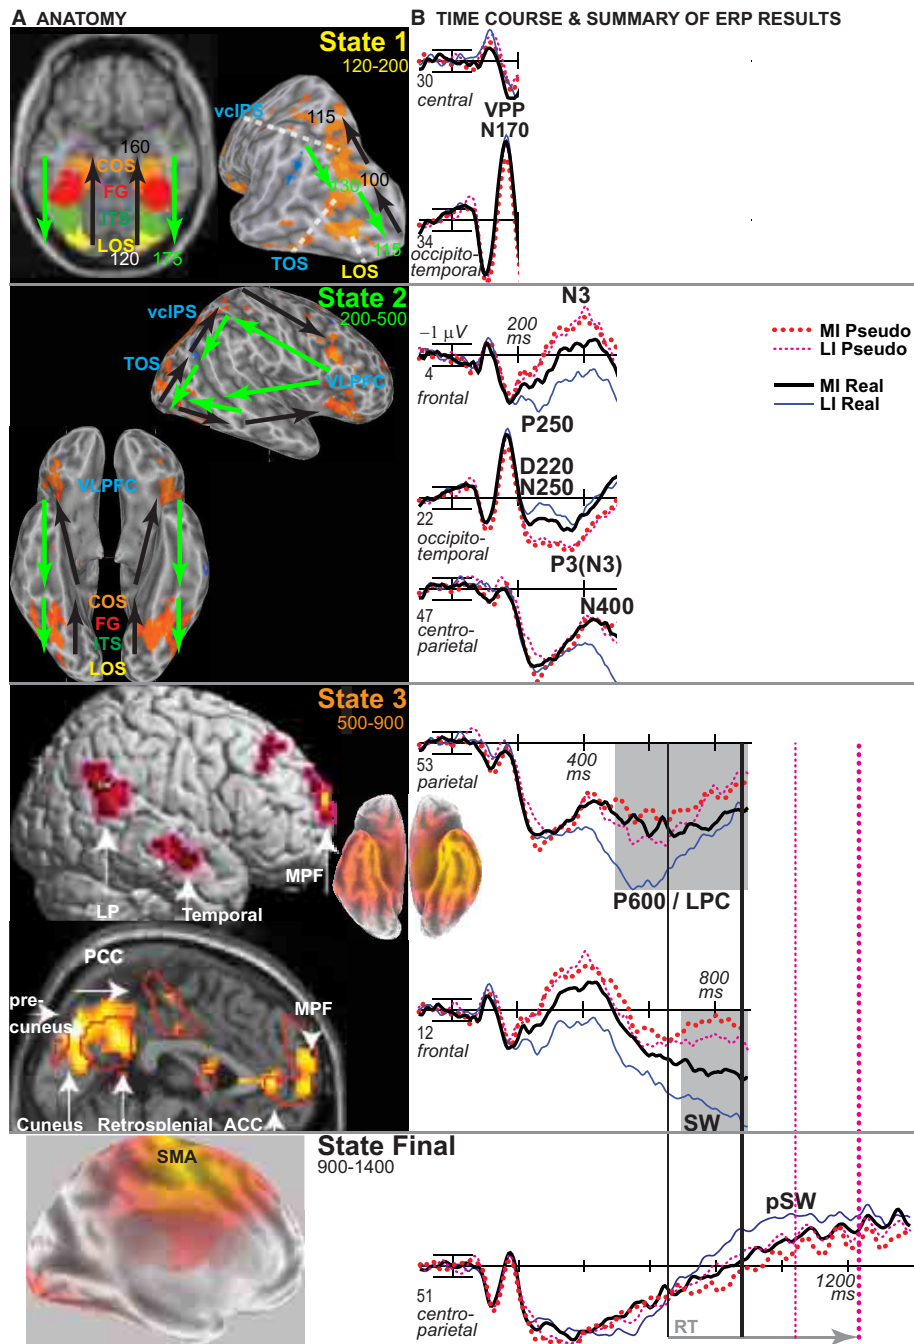 A ANATOMY
B TIME COURSE & SUMMARY OF ERP RESULTS
State 1
120-200
vcIPS
115
160
COS
FG
ITS
LOS
120
175
130
100
115
TOS
LOS
30
central
VPP
N170
34
occipito-
temporal
State 2
200-500
vcIPS
TOS
VLPFC
VLPFC
COS
FG
ITS
LOS
N3
−1 µV
200
ms
4
frontal
P250
D220
N250
22
occipito-
temporal
P3(N3)
N400
47
centro-
parietal
MI Pseudo
LI Pseudo
MI Real
LI Real
State 3
500-900
MPF
LP
Temporal
PCC
pre-
cuneus
MPF
Cuneus
Retrosplenial
ACC
53
parietal
400
ms
P600 / LPC
800
ms
12
frontal
SW
State Final
900-1400
SMA
pSW
51
centro-
parietal
1200
ms
RT